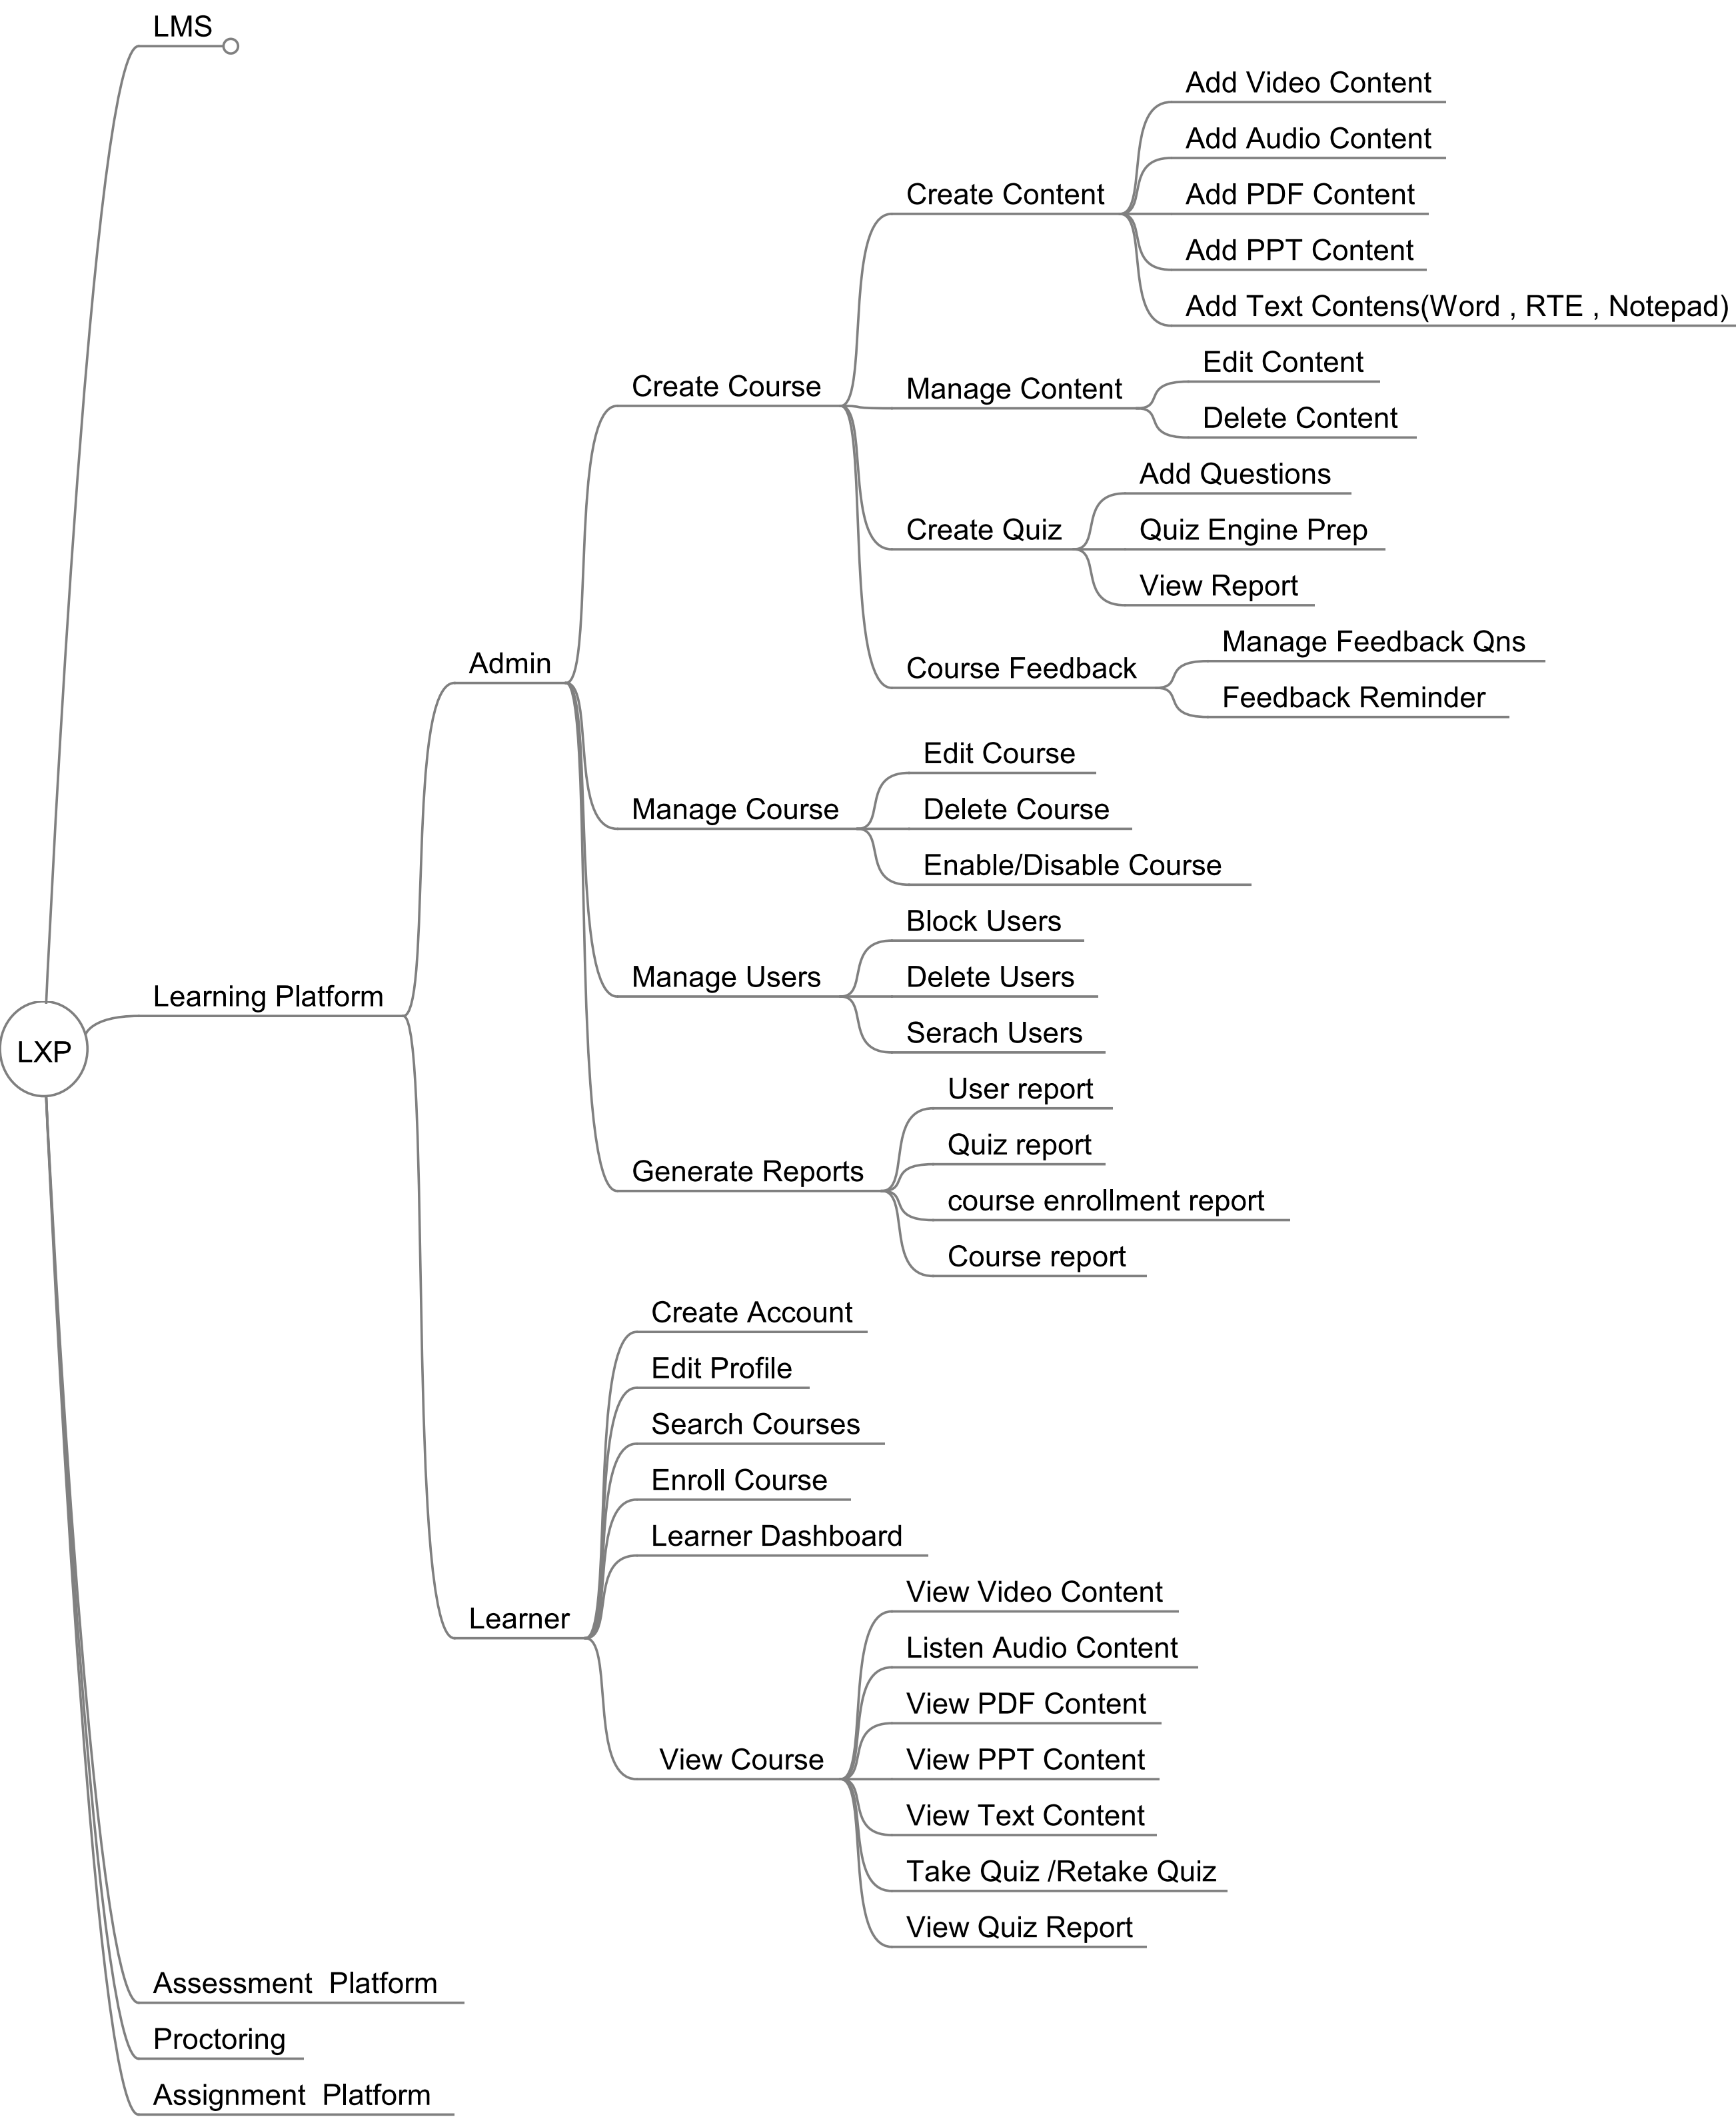 LMS
Add Video Content
Add Audio Content
Create Content
Add PDF Content
Add PPT Content
Add Text Contens(Word , RTE , Notepad)
Edit Content
Create Course
Manage Content
Delete Content
Add Questions
Create Quiz
Quiz Engine Prep
View Report
Manage Feedback Qns
Admin
Course Feedback
Feedback Reminder
Edit Course
Manage Course
Delete Course
Enable/Disable Course
Block Users
Learning Platform
Manage Users
Delete Users
Serach Users
LXP
User report
Quiz report
Generate Reports
course enrollment report
Course report
Create Account
Edit Profile
Search Courses
Enroll Course
Learner Dashboard
View Video Content
Learner
Listen Audio Content
View PDF Content
View Course
View PPT Content
View Text Content
Take Quiz /Retake Quiz
View Quiz Report
Assessment  Platform
Proctoring
Assignment  Platform